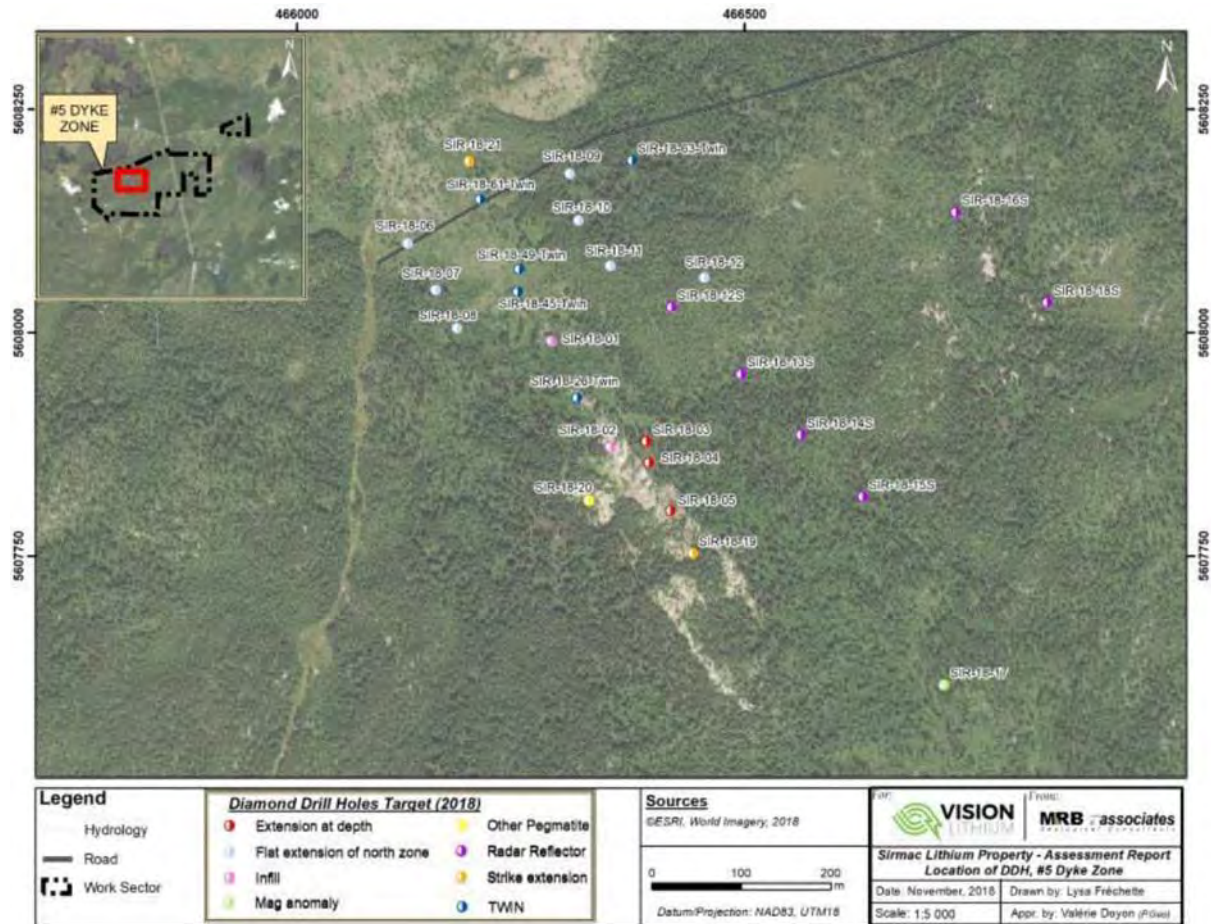 466000
466500
N
N
#5 DYKE
ZONE
5608250
5608250
SIR-18-21
SIR-18-09
SIR-18-63-Twin
SIR-18-61-Twin
SIR-18-16S
SIR-18-10
SIR-18-06
SIR-18-11
SIR-18-49-Twin
SIR-18-12
SIR-18-07
SIR-18-18S
SIR-18-45-Twin
SIR-18-12S
SIR-18-08
5608000
5608000
SIR-18-01
SIR-18-13S
SIR-18-26-Twin
SIR-18-02
SIR-18-03
SIR-18-14S
SIR-18-04
SIR-18-20
SIR-18-05
SIR-18-15S
SIR-18-19
5607750
5607750
SIR-18-17
Legend
Hydrology
Road
Work Sector
Diamond Drill Holes Target (2018)
Extension at depth
Flat extension of north zone
Infill
Mag anomaly
Other Pegmatite
Radar Reflector
Strike extension
TWIN
Sources
©ESRI, World Imagery, 2018
0 100 200
m
Datum/Projection: NAD83, UTM18
For:
VISION
LITHIUM
From:
MRB associates
Geological Consultants
Sirmac Lithium Property - Assessment Report
Location of DDH, #5 Dyke Zone
Date: November, 2018
Drawn by: Lysa Fréchette
Scale: 1:5 000
Appr. by: Valérie Doyon (PGeo)